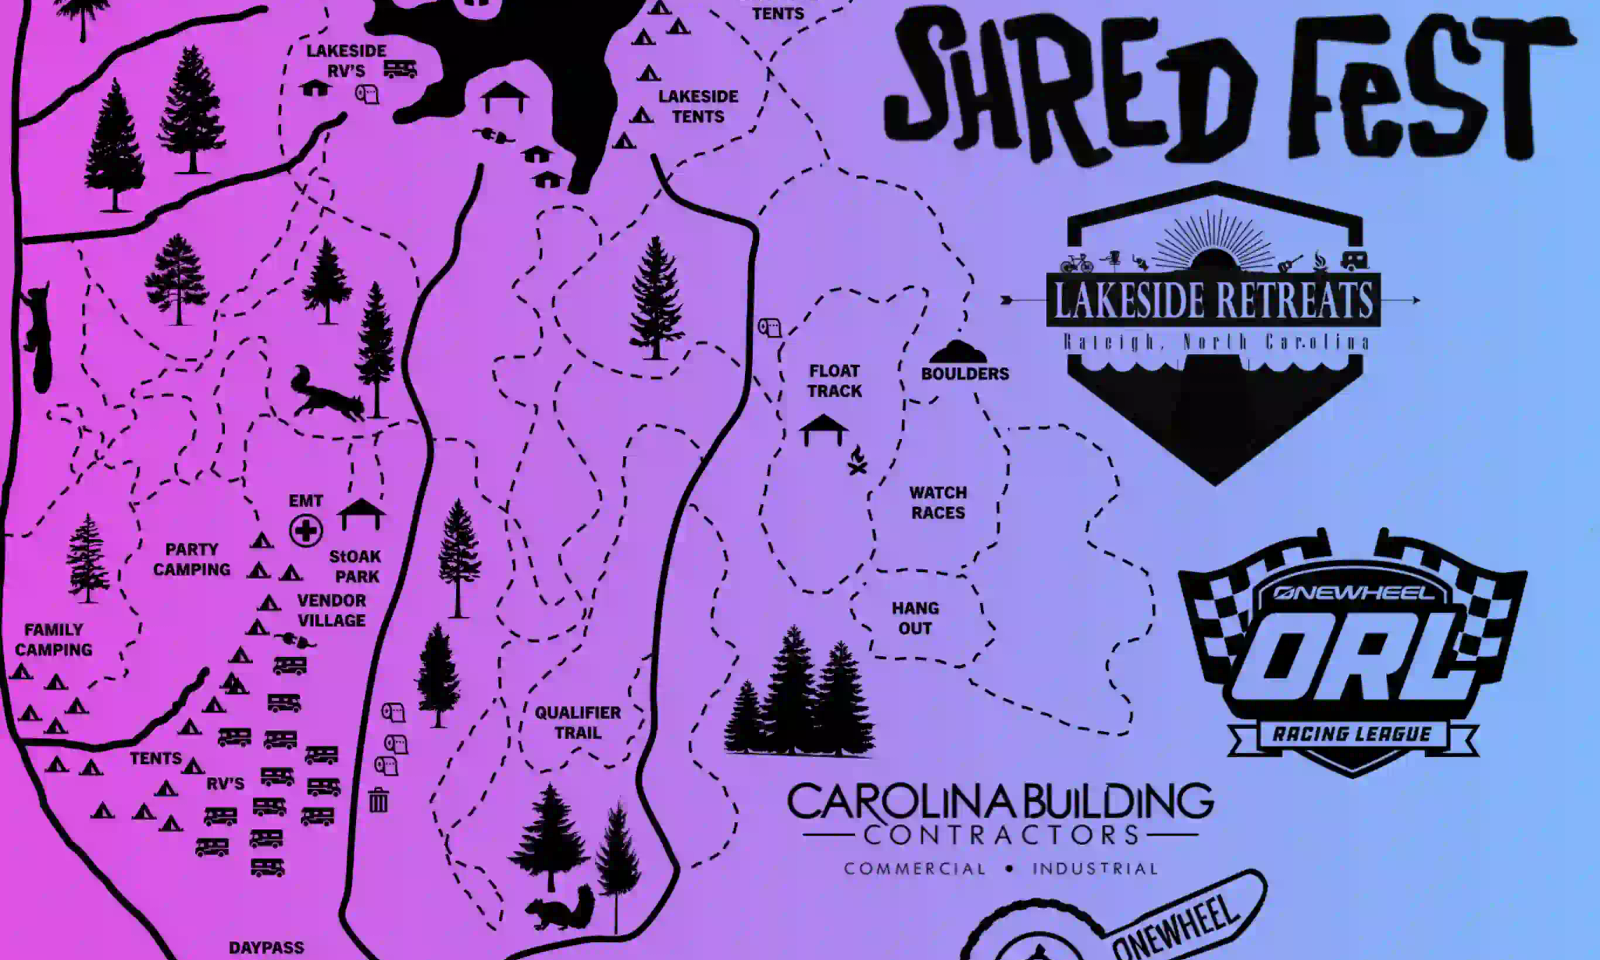 TENTS
SHRED FeST
LAKESIDE
RV'S
LAKESIDE
TENTS
LAKESIDE RETREATS
Raleigh, North Carolina
FLOAT
TRACK
BOULDERS
WATCH
RACES
EMT
PARTY
CAMPING
StOAK
PARK
VENDOR
VILLAGE
HANG
OUT
FAMILY
CAMPING
ONEWHEEL
ORL
RACING LEAGUE
QUALIFIER
TRAIL
TENTS
RV'S
CAROLINA BUILDING
CONTRACTORS
COMMERCIAL • INDUSTRIAL
ONEWHEEL
DAYPASS